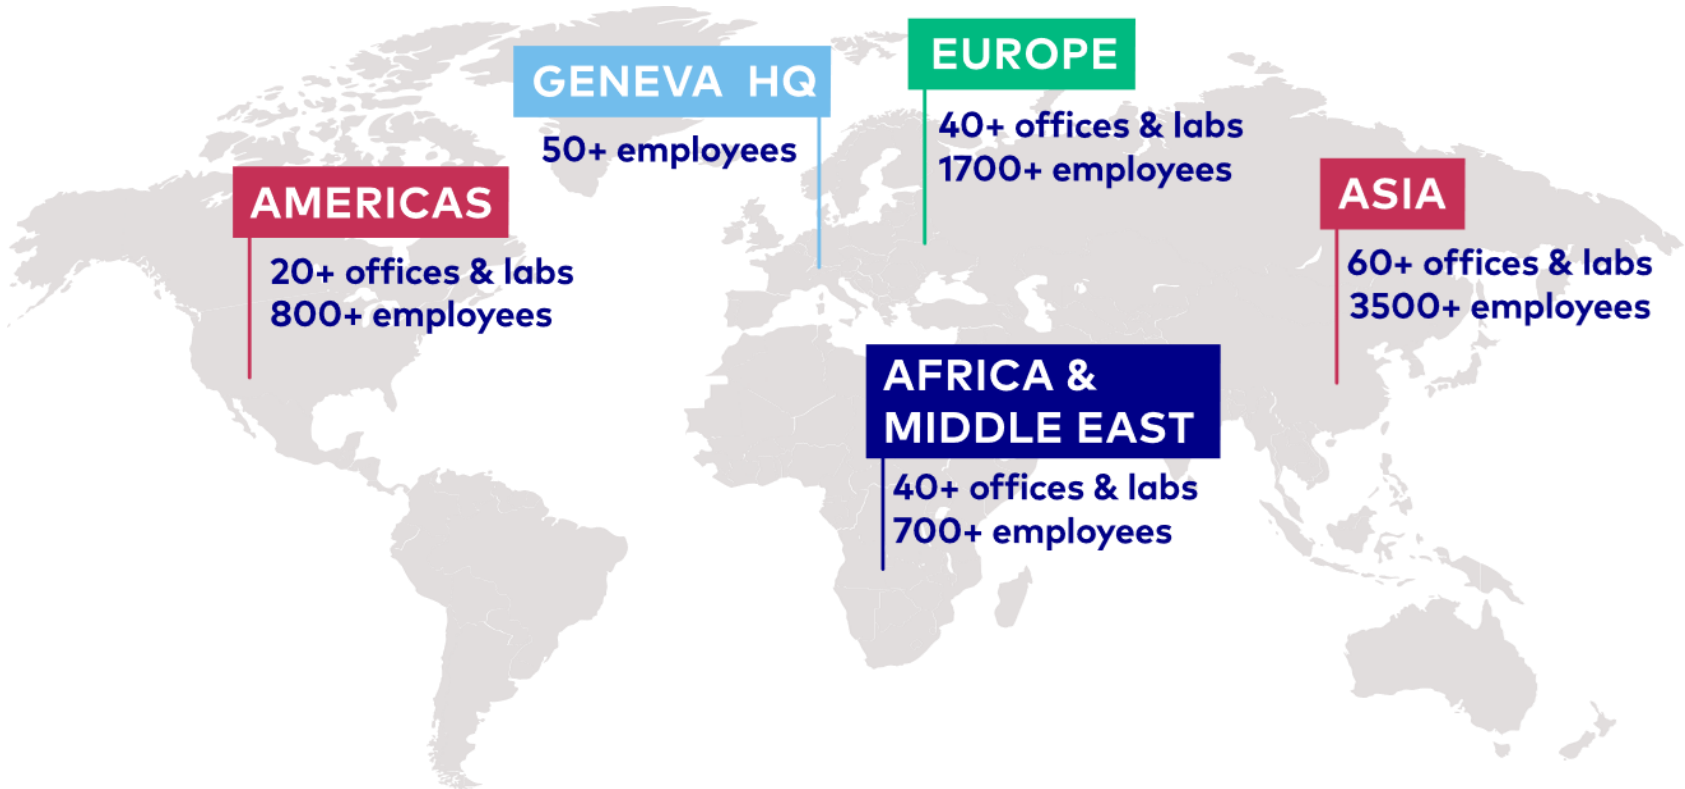 GENEVA HQ
50+ employees
EUROPE
40+ offices & labs
1700+ employees
AMERICAS
20+ offices & labs
800+ employees
ASIA
60+ offices & labs
3500+ employees
AFRICA &
MIDDLE EAST
40+ offices & labs
700+ employees